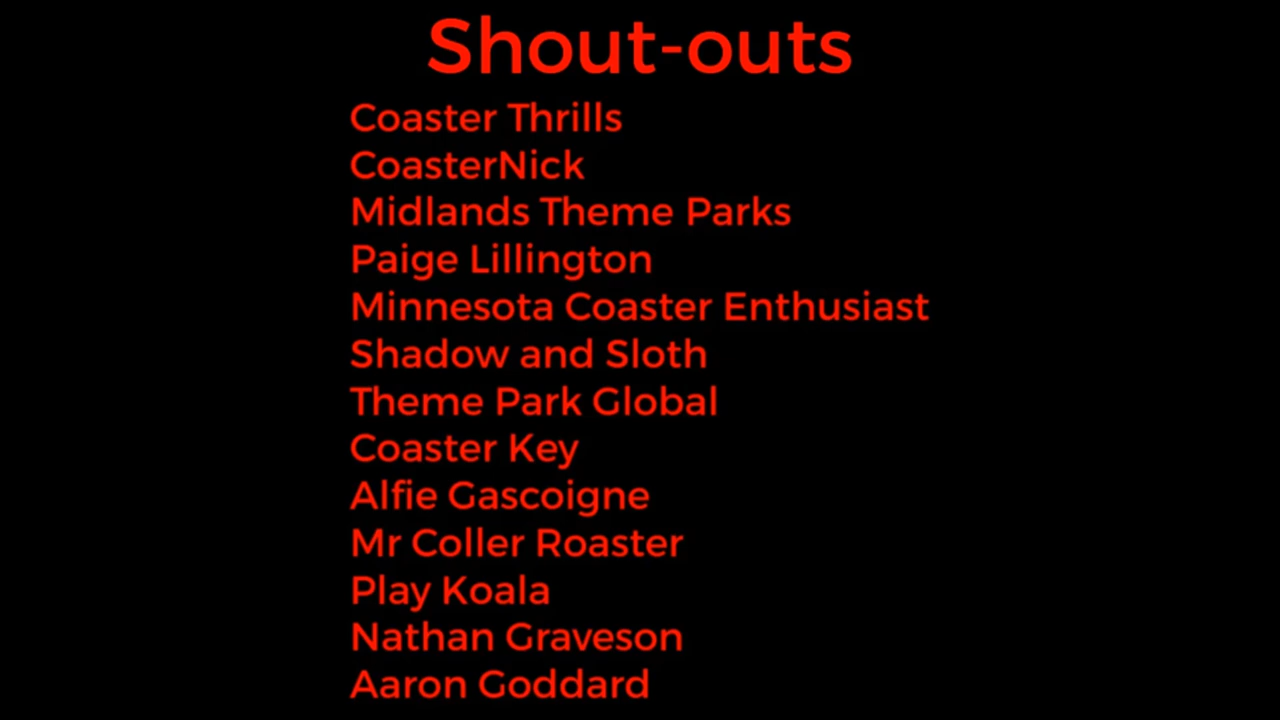 Shout-outs
Coaster Thrills
CoasterNick
Midlands Theme Parks
Paige Lillington
Minnesota Coaster Enthusiast
Shadow and Sloth
Theme Park Global
Coaster Key
Alfie Gascoigne
Mr Coller Roaster
Play Koala
Nathan Graveson
Aaron Goddard